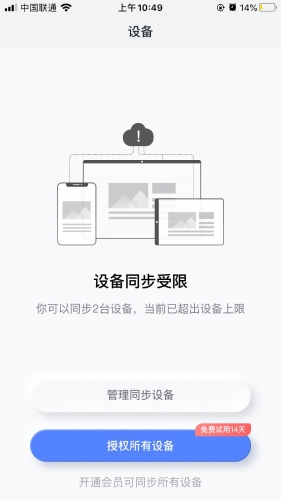 中国联通
上午10:49
14%
设备
设备同步受限
你可以同步2台设备，当前已超出设备上限
管理同步设备
免费试用14天
授权所有设备
开通会员可同步所有设备